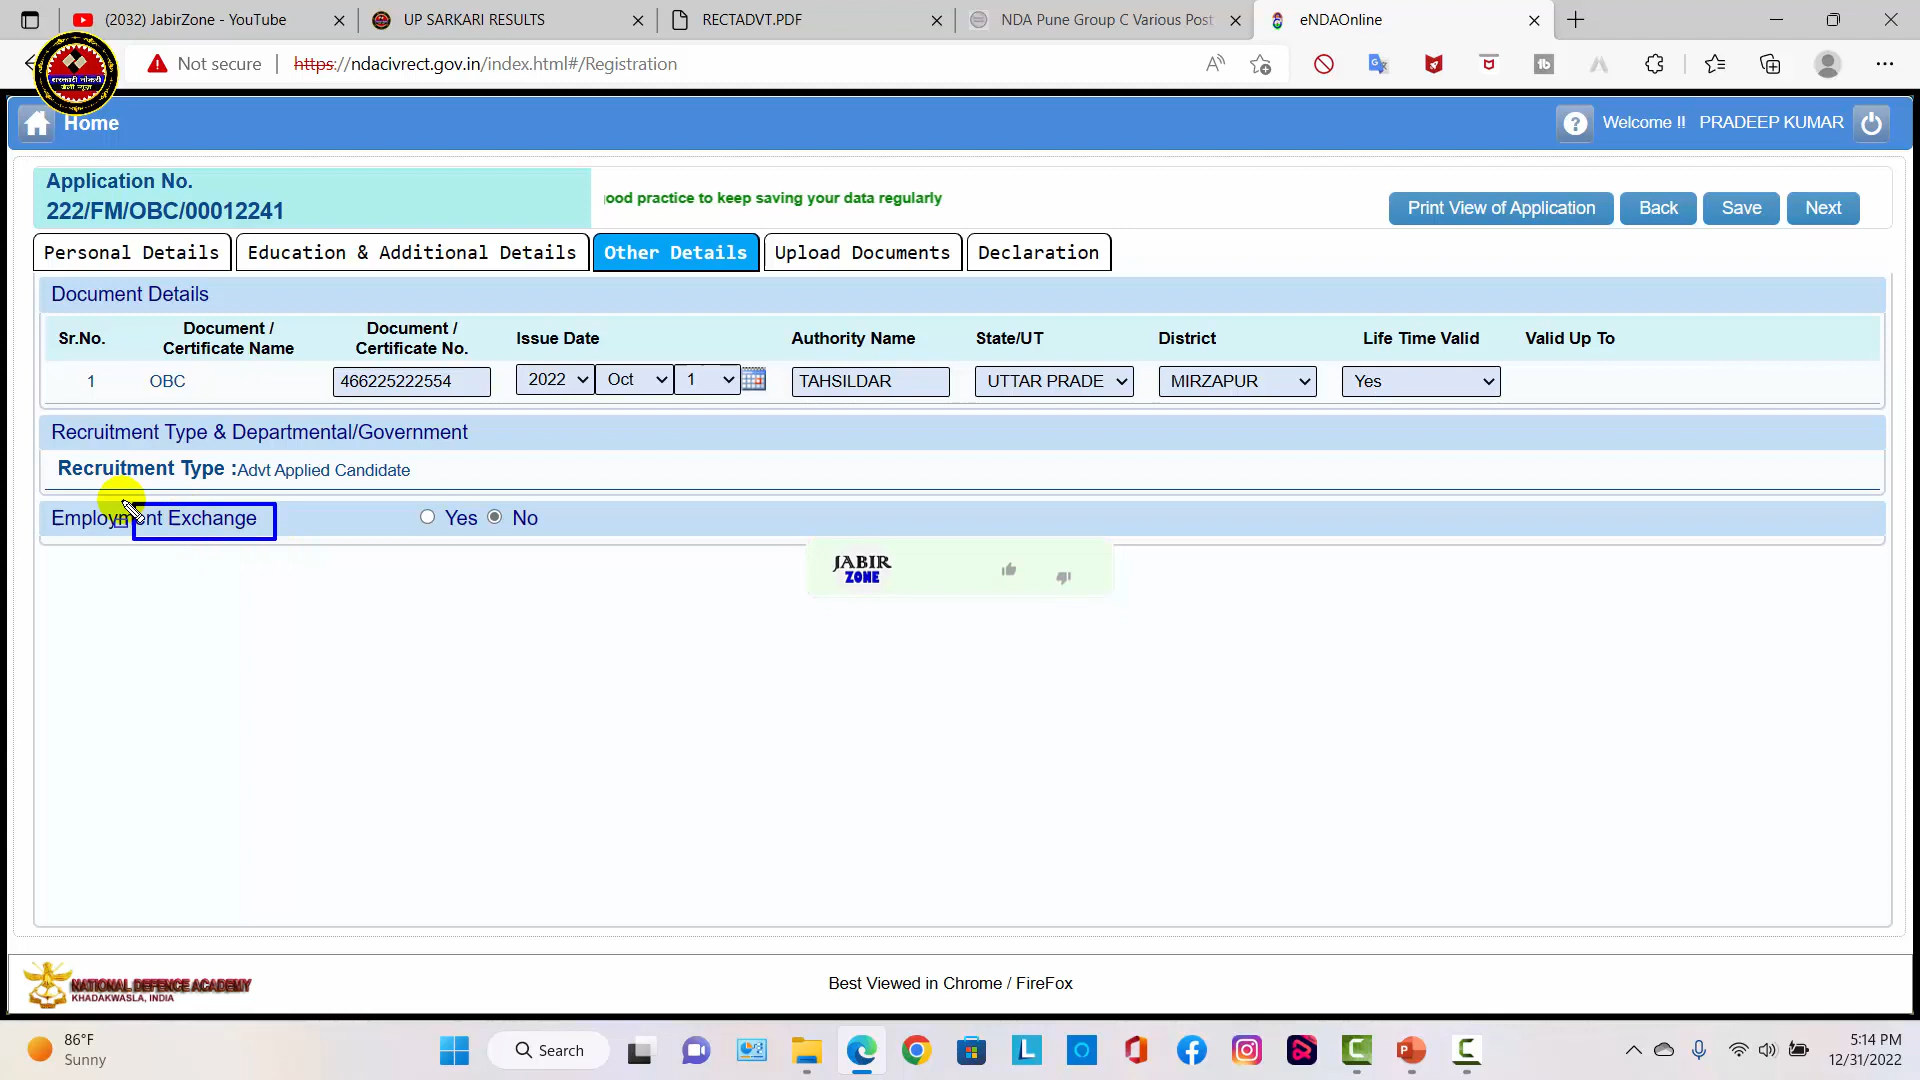 (2032) JabirZone - YouTube
UP SARKARI RESULTS
RECTADVT.PDF
NDA Pune Group C Various Post
eNDAOnline
Not secure
https://ndacivrect.gov.in/index.html#/Registration
सरकारी नौकरी
Home
Welcome !! PRADEEP KUMAR
Application No.
222/FM/OBC/00012241
ood practice to keep saving your data regularly
Print View of Application
Back
Save
Next
Personal Details
Education & Additional Details
Other Details
Upload Documents
Declaration
Document Details
Sr.No.
Document /
Certificate Name
Document /
Certificate No.
Issue Date
Authority Name
State/UT
District
Life Time Valid
Valid Up To
1
OBC
466225222554
2022
Oct
1
TAHSILDAR
UTTAR PRADE
MIRZAPUR
Yes
Recruitment Type & Departmental/Government
Recruitment Type :Advt Applied Candidate
Employment Exchange
Yes
No
JABIR
ZONE
NATIONAL DEFENCE ACADEMY
KHADAKWASLA, INDIA
Best Viewed in Chrome / FireFox
86°F
Sunny
Search
5:14 PM
12/31/2022